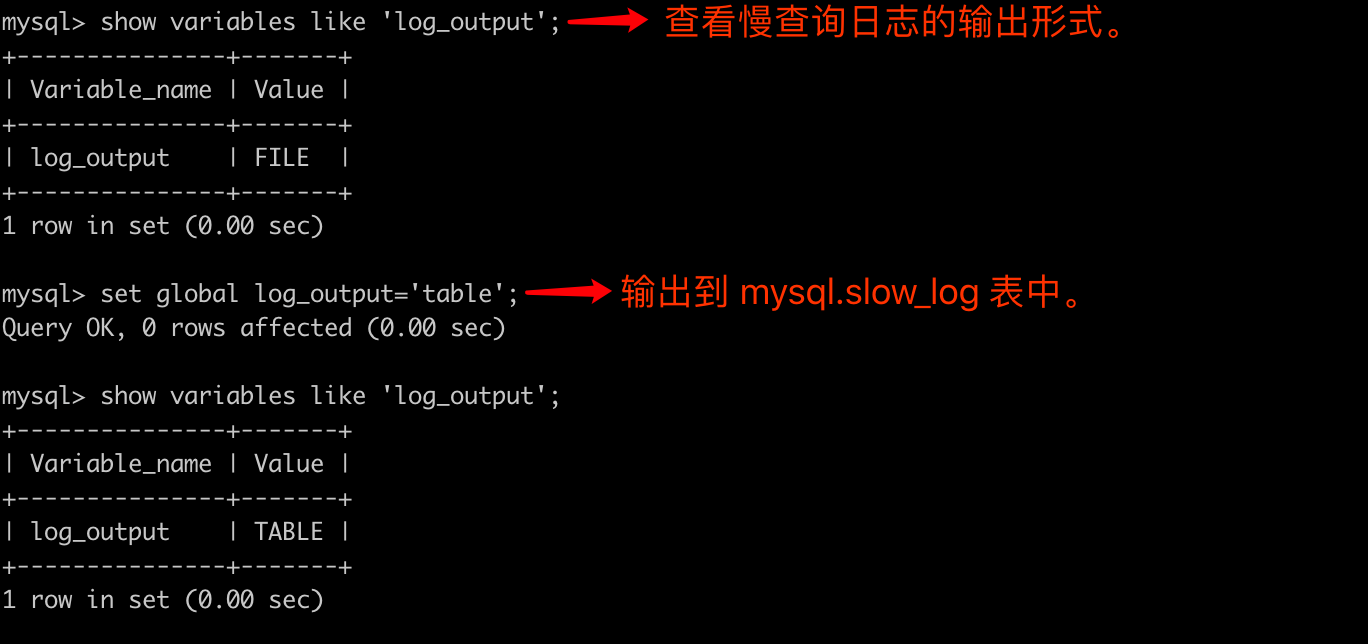 mysql> show variables like 'log_output'; 查看慢查询日志的输出形式。
+---------------+-------+
| Variable_name | Value |
+---------------+-------+
| log_output    | FILE  |
+---------------+-------+
1 row in set (0.00 sec)
mysql> set global log_output='table'; 输出到 mysql.slow_log 表中。
Query OK, 0 rows affected (0.00 sec)
mysql> show variables like 'log_output';
+---------------+-------+
| Variable_name | Value |
+---------------+-------+
| log_output    | TABLE |
+---------------+-------+
1 row in set (0.00 sec)